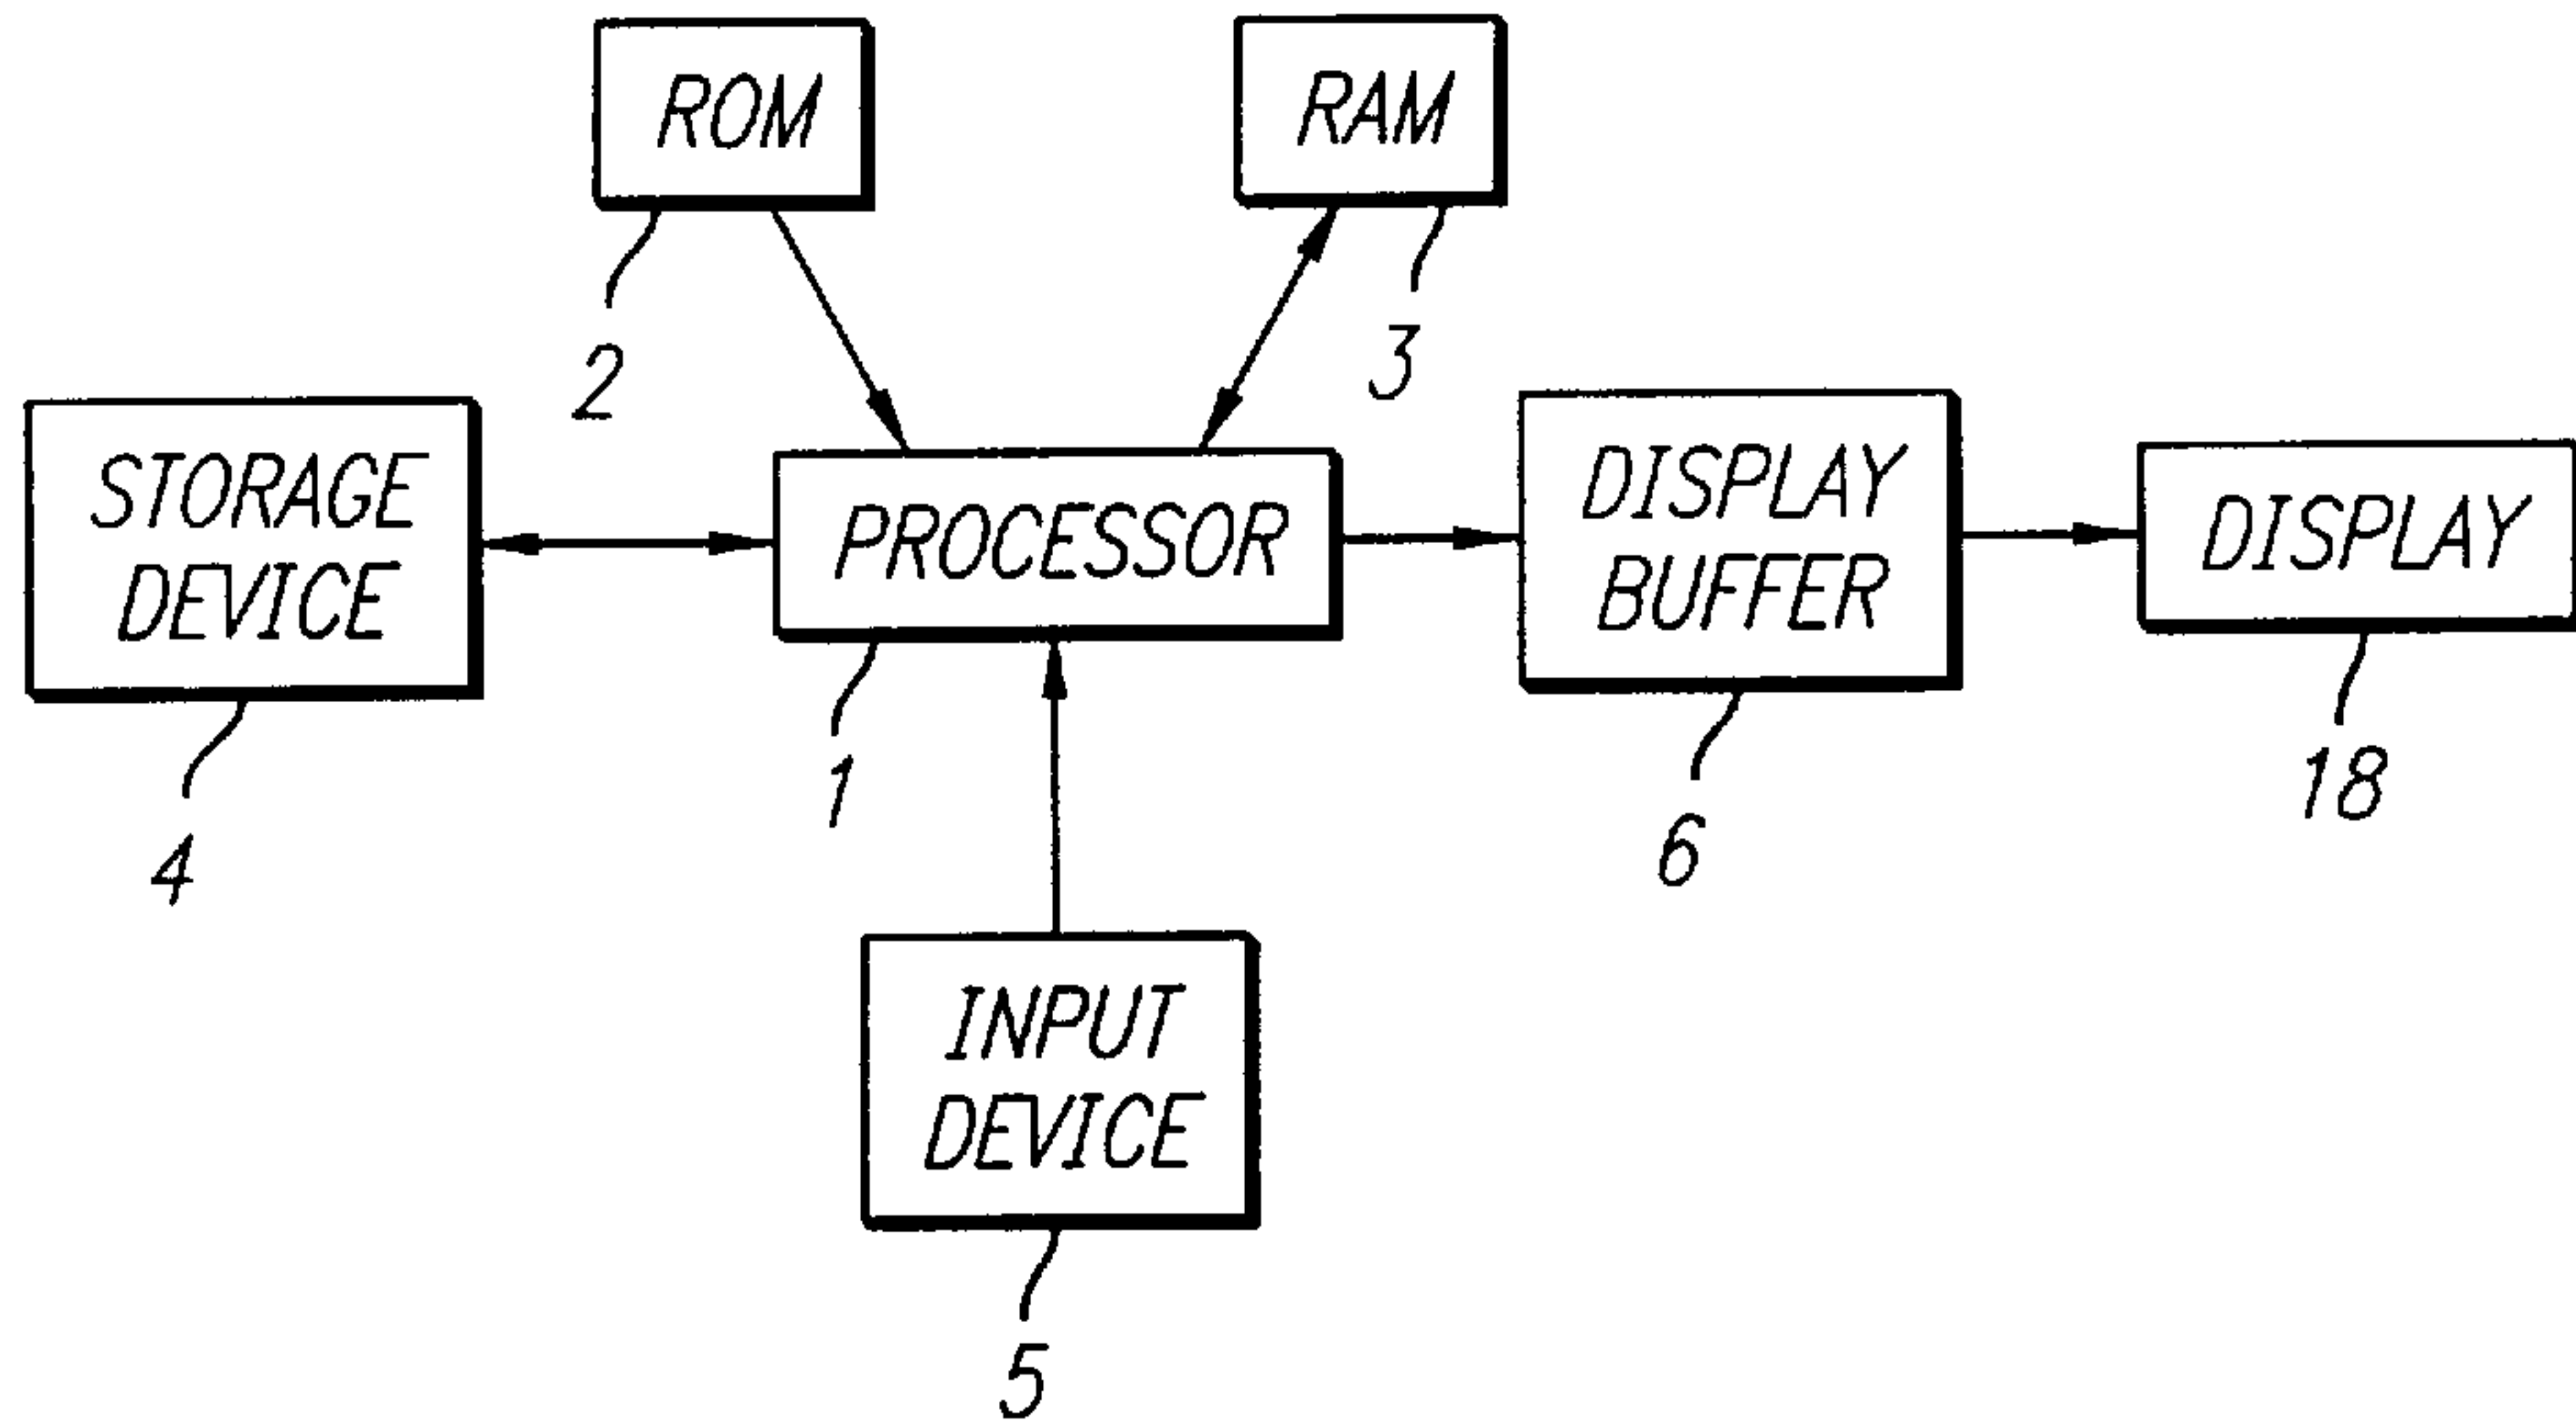 ROM
RAM
2
3
STORAGE
DEVICE
PROCESSOR
DISPLAY
BUFFER
DISPLAY
4
1
6
18
INPUT
DEVICE
5